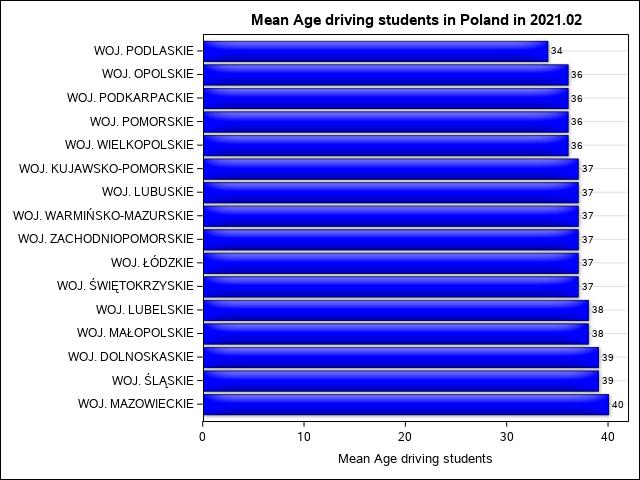 Mean Age driving students in Poland in 2021.02
WOJ. PODLASKIE 34
WOJ. OPOLSKIE 36
WOJ. PODKARPACKIE 36
WOJ. POMORSKIE 36
WOJ. WIELKOPOLSKIE 36
WOJ. KUJAWSKO-POMORSKIE 37
WOJ. LUBUSKIE 37
WOJ. WARMIŃSKO-MAZURSKIE 37
WOJ. ZACHODNIOPOMORSKIE 37
WOJ. ŁÓDZKIE 37
WOJ. ŚWIĘTOKRZYSKIE 37
WOJ. LUBELSKIE 38
WOJ. MAŁOPOLSKIE 38
WOJ. DOLNOSKASKIE 39
WOJ. ŚLĄSKIE 39
WOJ. MAZOWIECKIE 40
0 10 20 30 40
Mean Age driving students